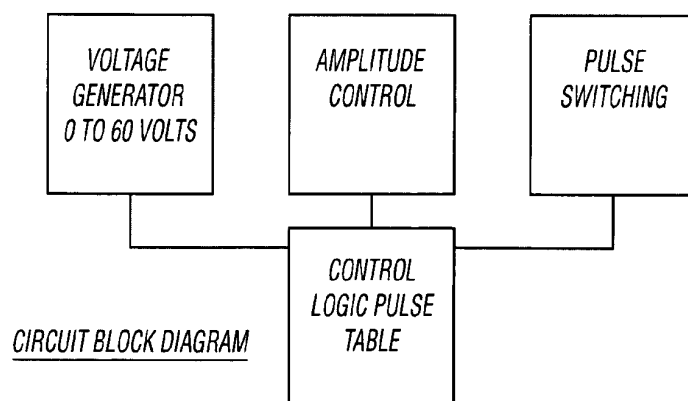 VOLTAGE
GENERATOR
0 TO 60 VOLTS
AMPLITUDE
CONTROL
PULSE
SWITCHING
CONTROL
LOGIC PULSE
TABLE
CIRCUIT BLOCK DIAGRAM